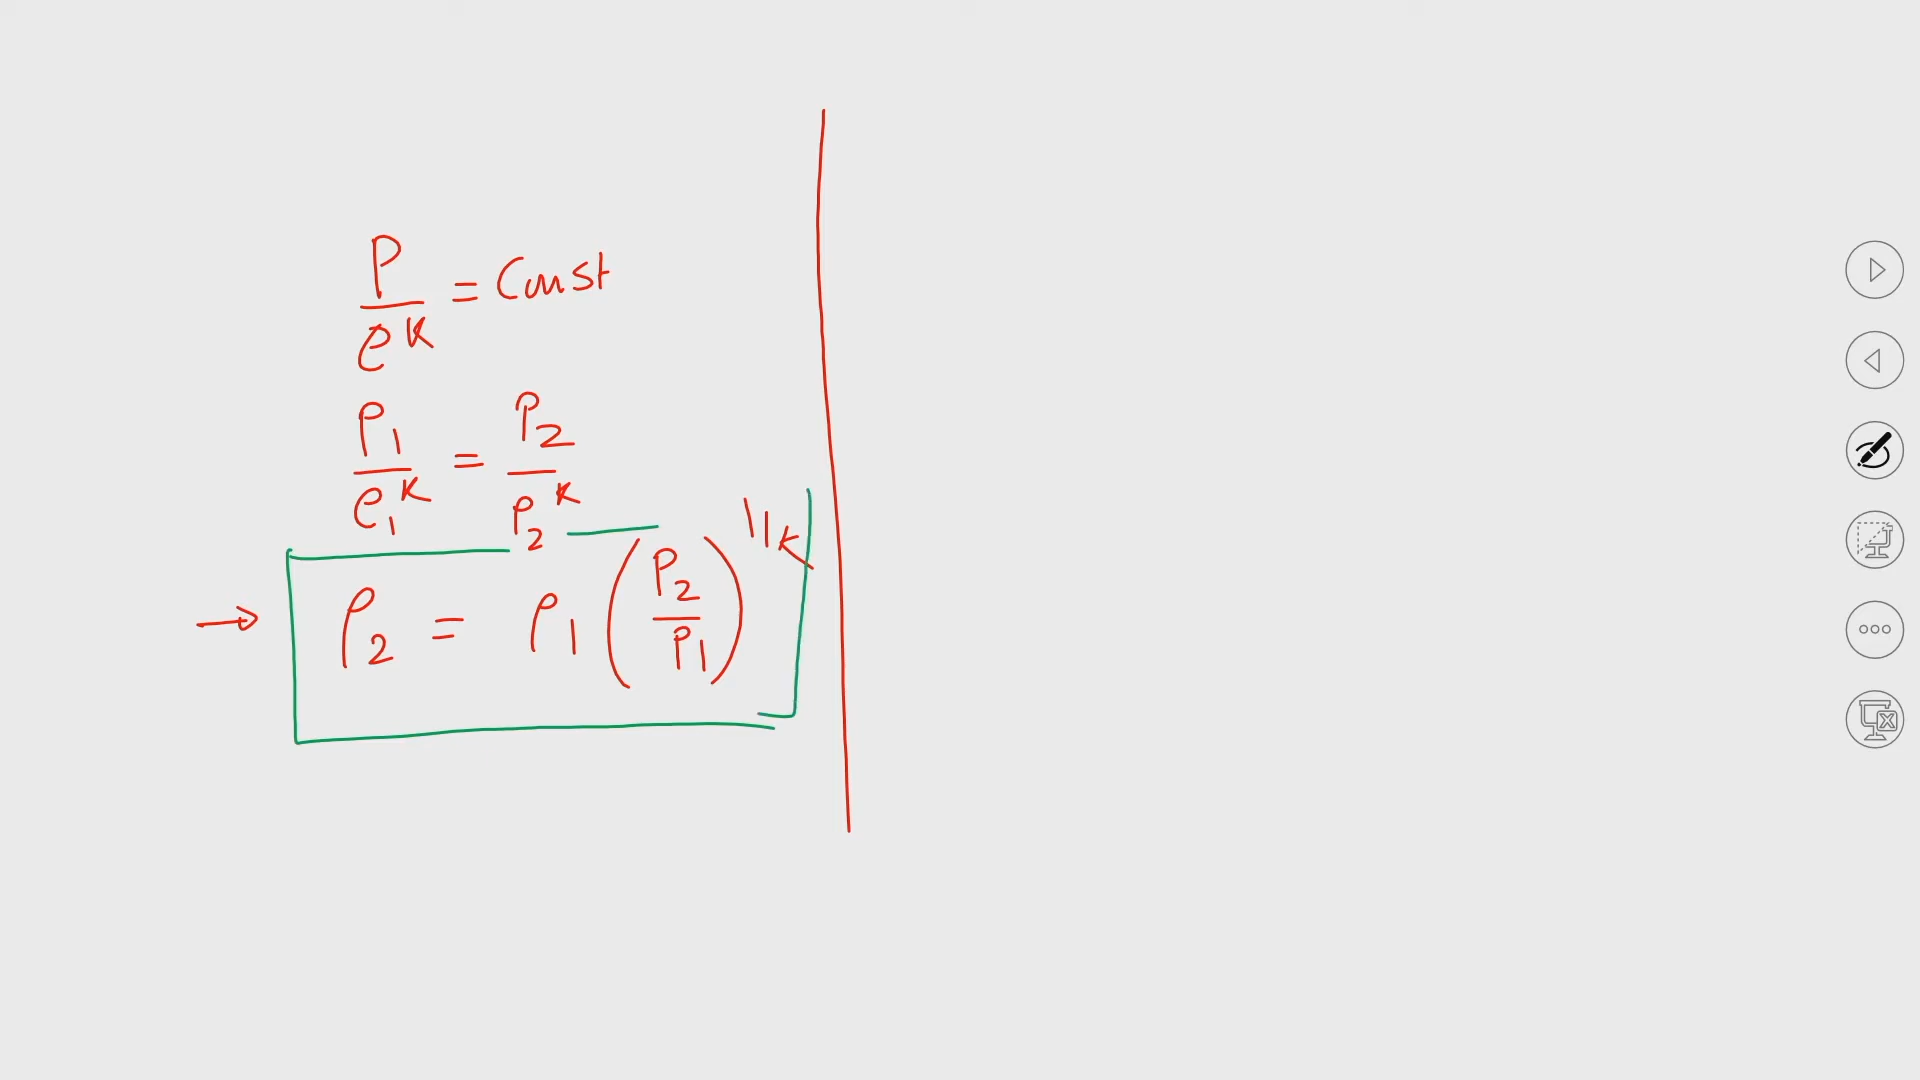 P/ρ^K = Const
P₁/ρ₁^K = P₂/ρ₂^K
→ ρ₂ = ρ₁ (P₂/P₁)^1/K